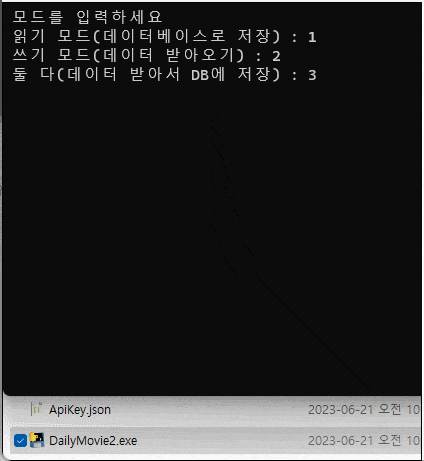 모드를 입력하세요
읽기 모드(데이터베이스로 저장) : 1
쓰기 모드(데이터 받아오기) : 2
둘 다(데이터 받아서 DB에 저장) : 3
ApiKey.json 2023-06-21 오전 10
DailyMovie2.exe 2023-06-21 오전 10